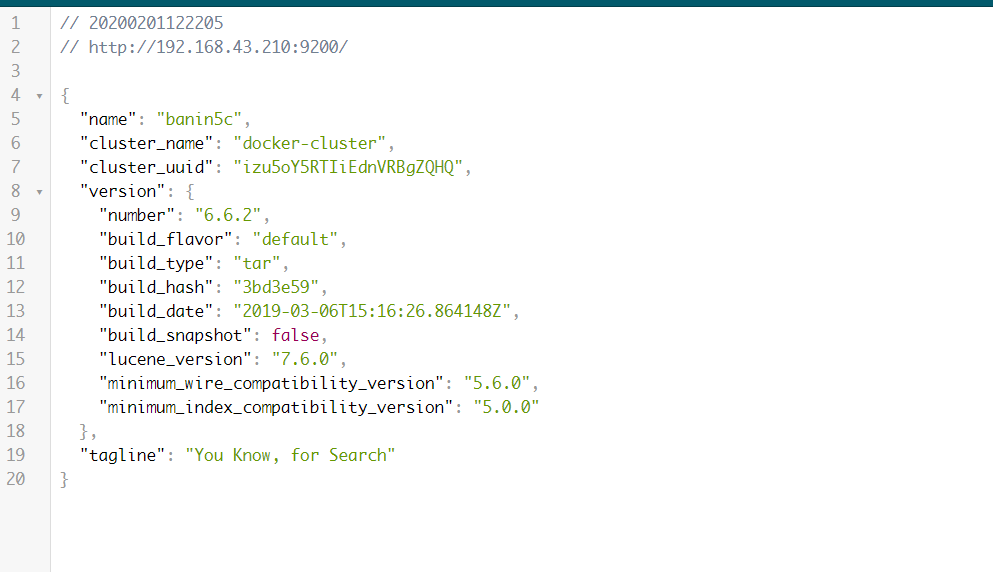 1 // 20200201122205
2 // http://192.168.43.210:9200/
3
4 {
5 "name": "banin5c",
6 "cluster_name": "docker-cluster",
7 "cluster_uuid": "izu5oY5RTIiEdnVRBgZQHQ",
8 "version": {
9 "number": "6.6.2",
10 "build_flavor": "default",
11 "build_type": "tar",
12 "build_hash": "3bd3e59",
13 "build_date": "2019-03-06T15:16:26.864148Z",
14 "build_snapshot": false,
15 "lucene_version": "7.6.0",
16 "minimum_wire_compatibility_version": "5.6.0",
17 "minimum_index_compatibility_version": "5.0.0"
18 },
19 "tagline": "You Know, for Search"
20 }